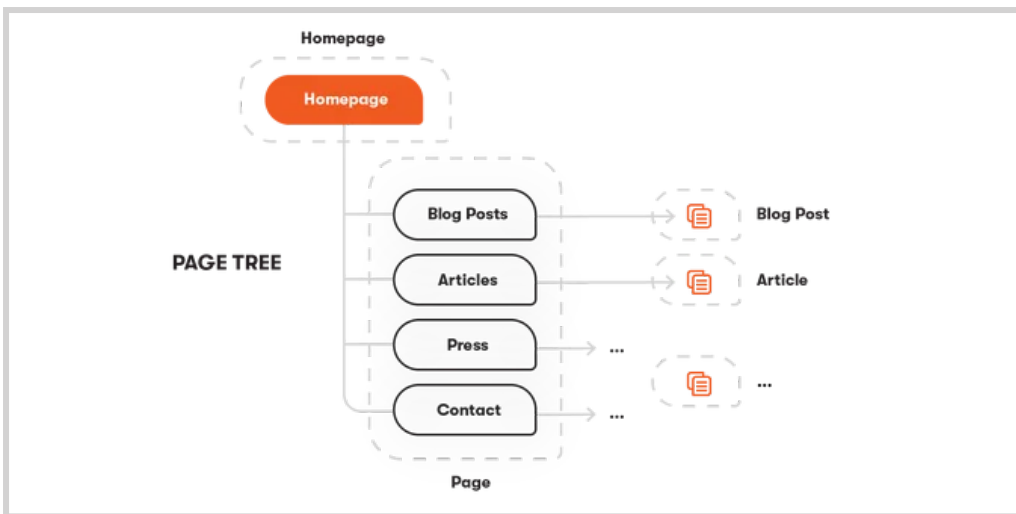 Homepage
Homepage
Blog Posts
Blog Post
PAGE TREE
Articles
Article
Press
...
...
Contact
...
Page